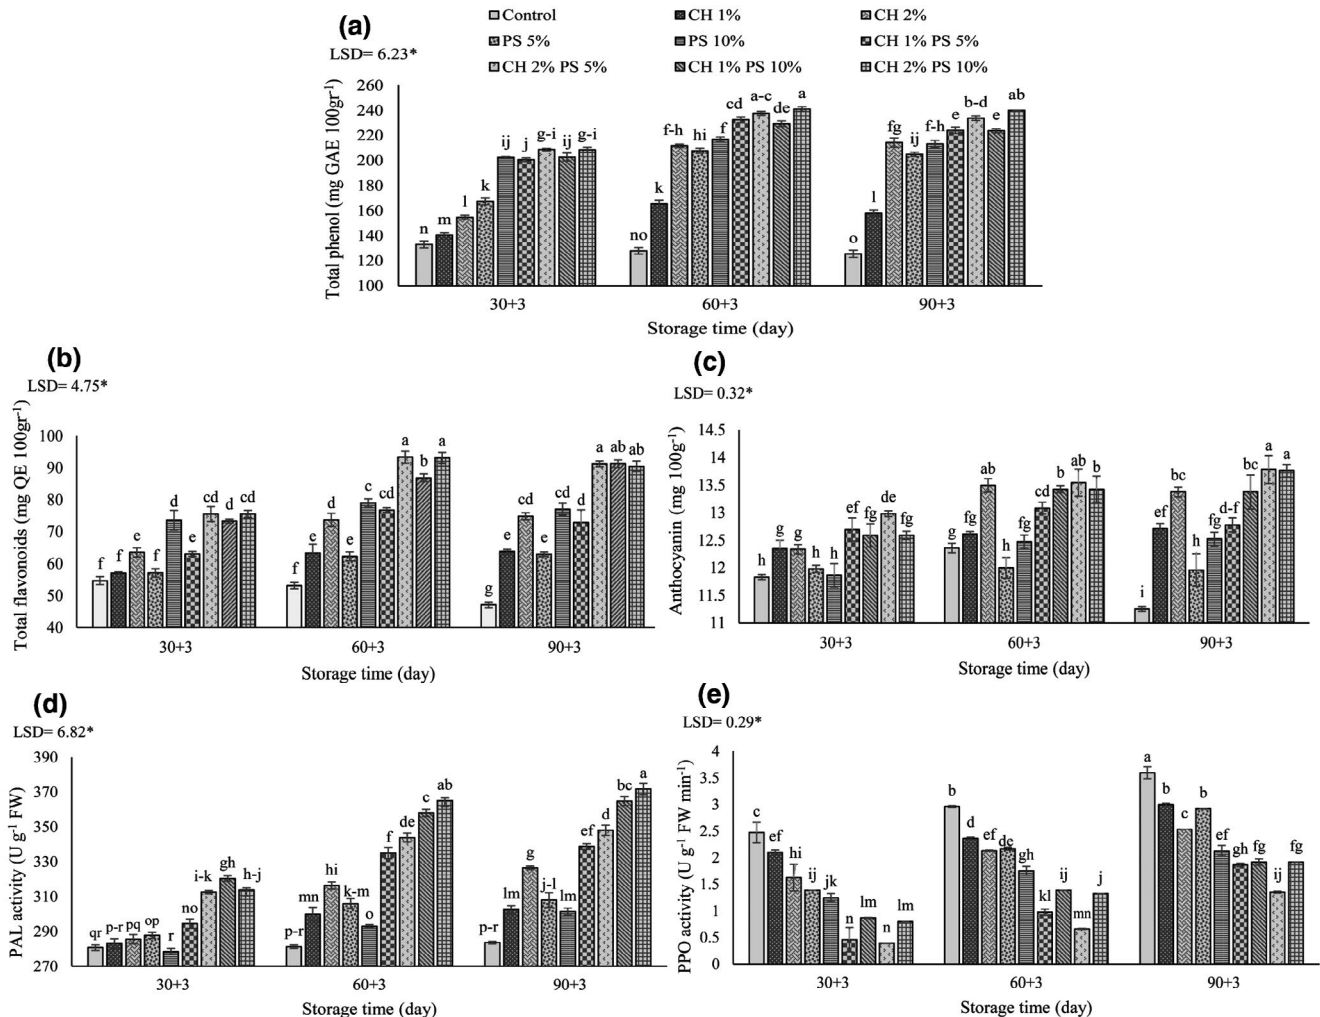 (a)
Control CH 1% CH 2%
PS 5% PS 10% CH 1% PS 5%
CH 2% PS 5% CH 1% PS 10% CH 2% PS 10%
LSD= 6.23*
Total phenol (mg GAE 100gr⁻¹)
260
240
220
200
180
160
140
120
100
n m l k ij j g-i ij g-i
no k f-h hi f cd a-c de a
o l fg ij f-h e b-d e ab
30+3 60+3 90+3
Storage time (day)
(b)
LSD= 4.75*
Total flavonoids (mg QE 100gr⁻¹)
100
90
80
70
60
50
40
f f e f d e cd d cd
f e d e c cd a b a
g e cd e cd d a ab ab
30+3 60+3 90+3
Storage time (day)
(c)
LSD= 0.32*
Anthocyanin (mg 100g⁻¹)
14.5
14
13.5
13
12.5
12
11.5
11
h g g h h ef fg de fg
g fg ab h fg cd b ab b
i ef bc h fg d-f bc a a
30+3 60+3 90+3
Storage time (day)
(d)
LSD= 6.82*
PAL activity (U g⁻¹ FW)
390
370
350
330
310
290
270
qr p-r pq op r no i-k gh h-j
p-r mn hi k-m o f de c ab
p-r lm g j-l lm ef d bc a
30+3 60+3 90+3
Storage time (day)
(e)
LSD= 0.29*
PPO activity (U g⁻¹ FW min⁻¹)
4
3.5
3
2.5
2
1.5
1
0.5
0
c ef hi ij jk n lm n lm
b d ef de gh kl ij mn j
a b c b ef gh fg ij fg
30+3 60+3 90+3
Storage time (day)